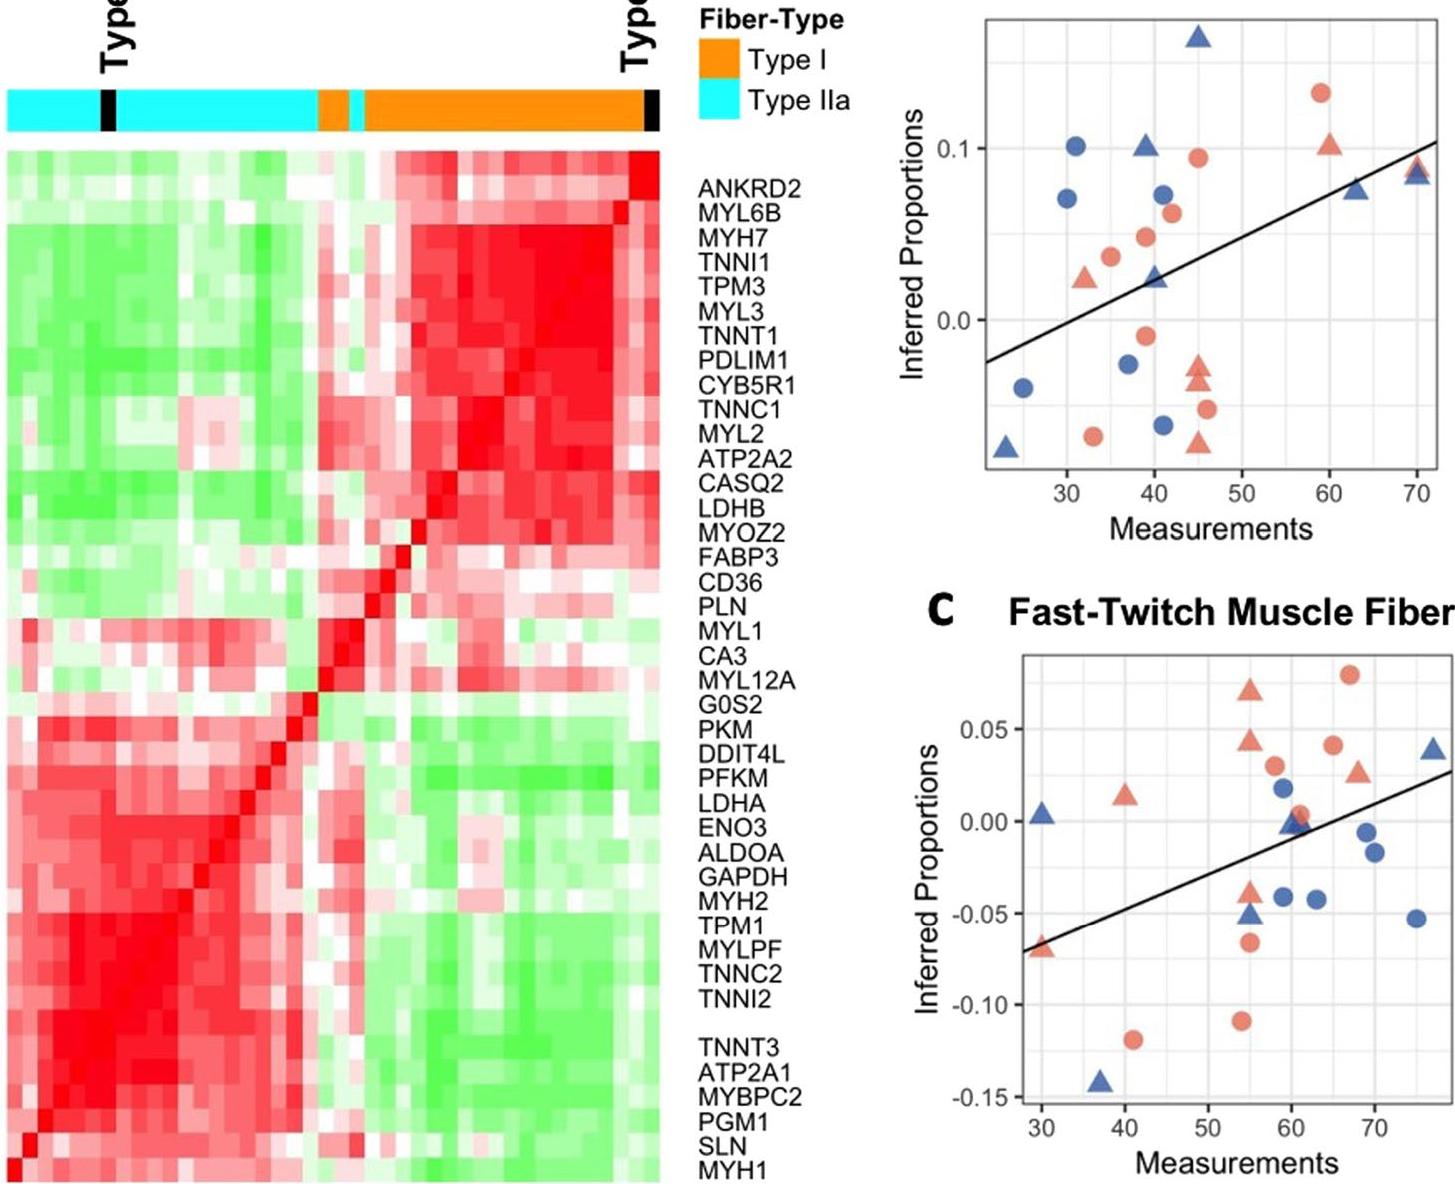 Type
Type
Fiber-Type
Type I
Type IIa
ANKRD2
MYL6B
MYH7
TNNI1
TPM3
MYL3
TNNT1
PDLIM1
CYB5R1
TNNC1
MYL2
ATP2A2
CASQ2
LDHB
MYOZ2
FABP3
CD36
PLN
MYL1
CA3
MYL12A
G0S2
PKM
DDIT4L
PFKM
LDHA
ENO3
ALDOA
GAPDH
MYH2
TPM1
MYLPF
TNNC2
TNNI2
TNNT3
ATP2A1
MYBPC2
PGM1
SLN
MYH1
Inferred Proportions
0.1
0.0
30 40 50 60 70
Measurements
C Fast-Twitch Muscle Fiber
Inferred Proportions
0.05
0.00
-0.05
-0.10
-0.15
30 40 50 60 70
Measurements